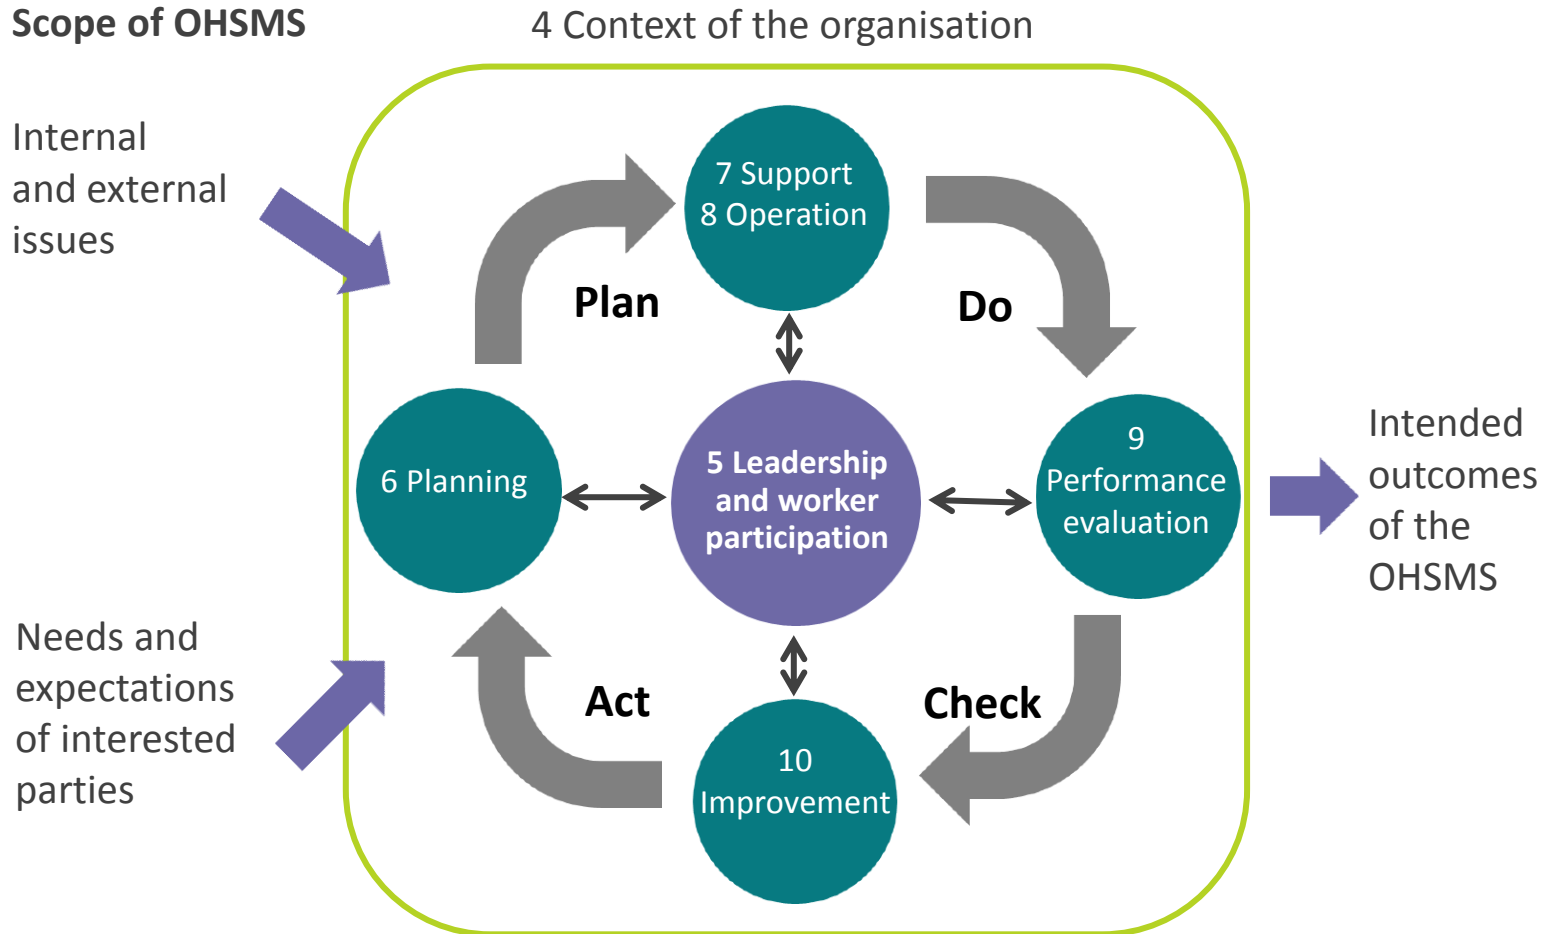 Scope of OHSMS
4 Context of the organisation
Internal
and external
issues
7 Support
8 Operation
Plan
Do
6 Planning
5 Leadership
and worker
participation
9
Performance
evaluation
Intended
outcomes
of the
OHSMS
Needs and
expectations
of interested
parties
Act
Check
10
Improvement